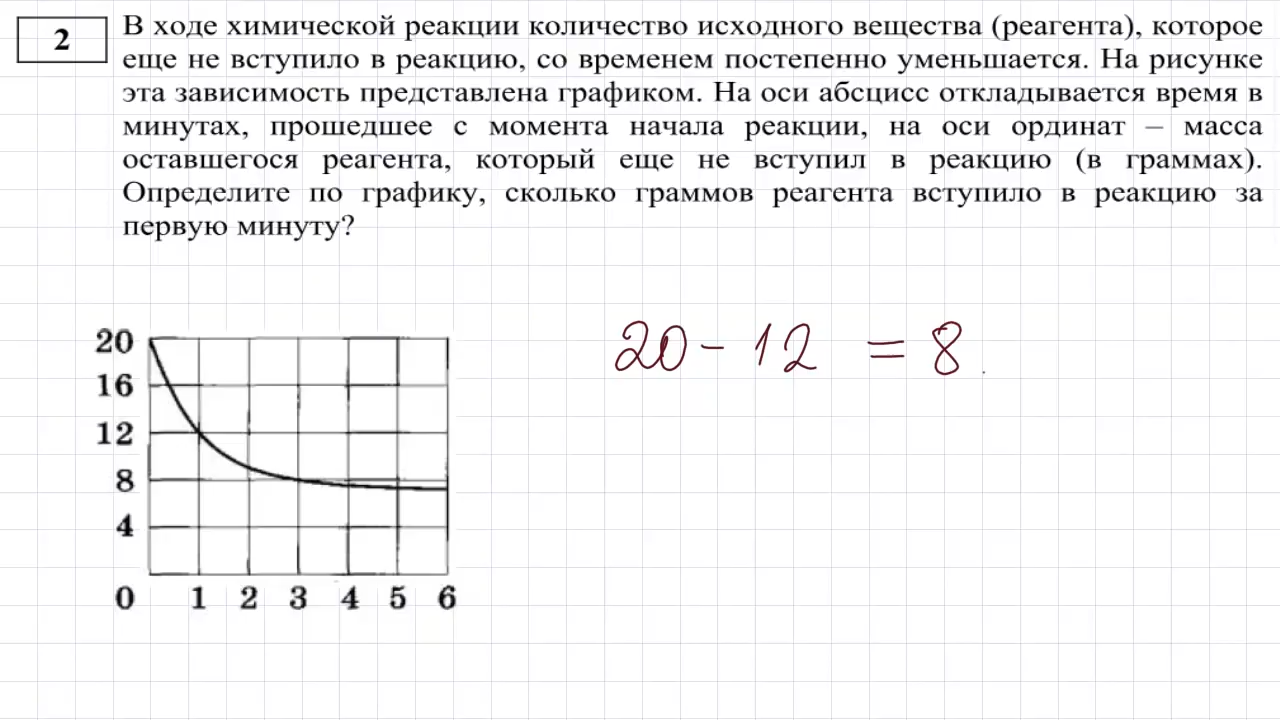 2
В ходе химической реакции количество исходного вещества (реагента), которое
еще не вступило в реакцию, со временем постепенно уменьшается. На рисунке
эта зависимость представлена графиком. На оси абсцисс откладывается время в
минутах, прошедшее с момента начала реакции, на оси ординат – масса
оставшегося реагента, который еще не вступил в реакцию (в граммах).
Определите по графику, сколько граммов реагента вступило в реакцию за
первую минуту?
20 - 12 = 8
20
16
12
8
4
0 1 2 3 4 5 6